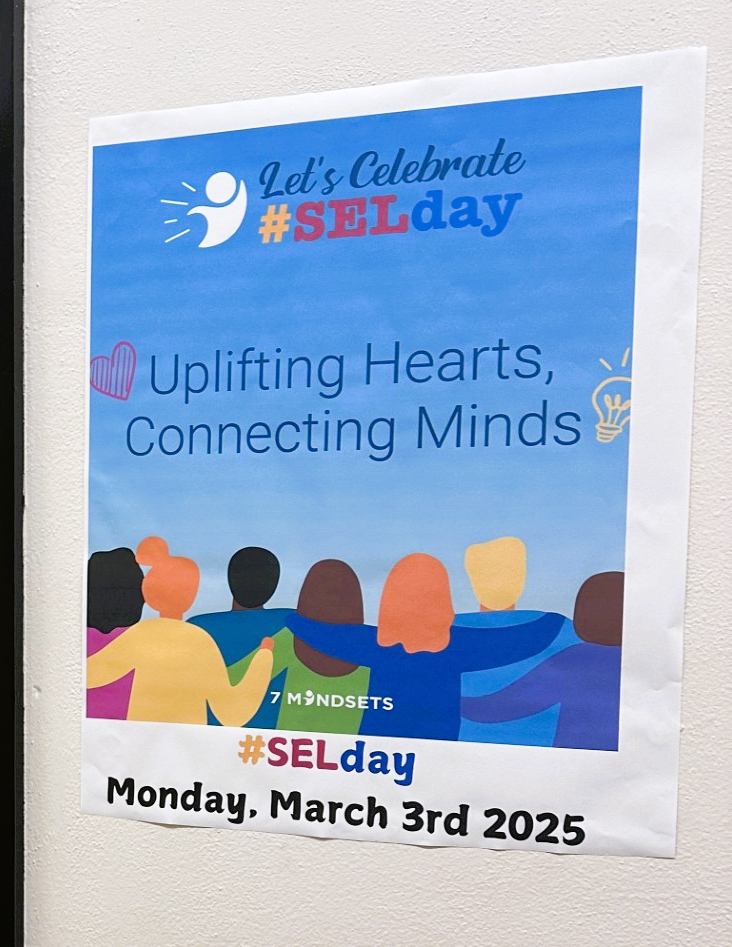 Let's Celebrate
#SELday
Uplifting Hearts,
Connecting Minds
7 MINDSETS
#SELday
Monday, March 3rd 2025